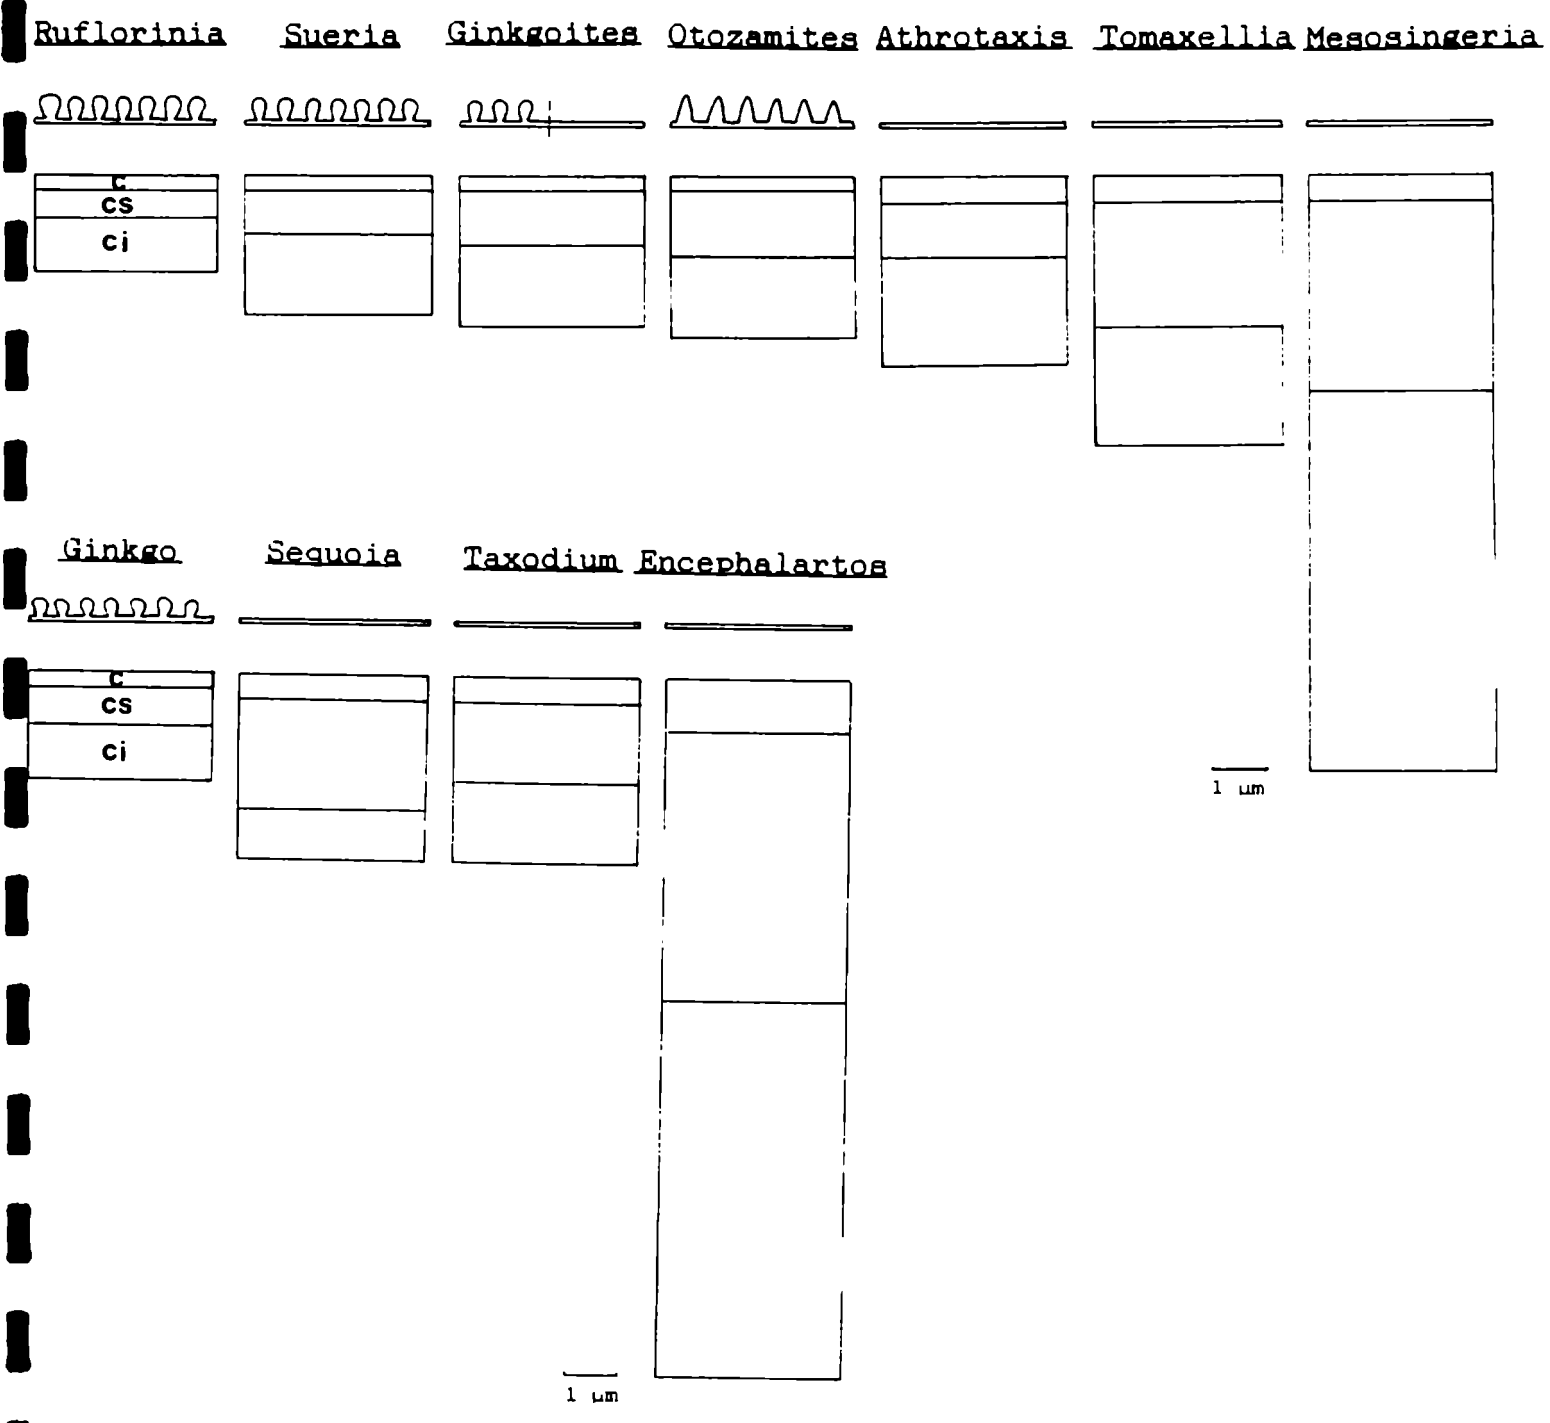 Ruflorinia Sueria Ginkgoites Otozamites Athrotaxis Tomaxellia Mesosingeria
C
CS
Ci
Ginkgo Sequoia Taxodium Encephalartos
C
CS
Ci
1 µm
1 µm